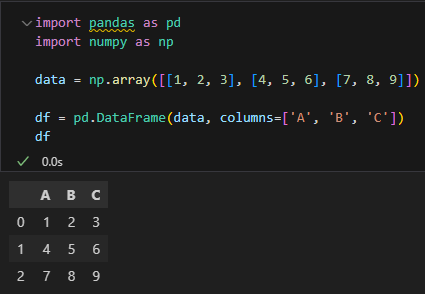 import pandas as pd
import numpy as np
data = np.array([[1, 2, 3], [4, 5, 6], [7, 8, 9]])
df = pd.DataFrame(data, columns=['A', 'B', 'C'])
df
0.0s
A B C
0 1 2 3
1 4 5 6
2 7 8 9